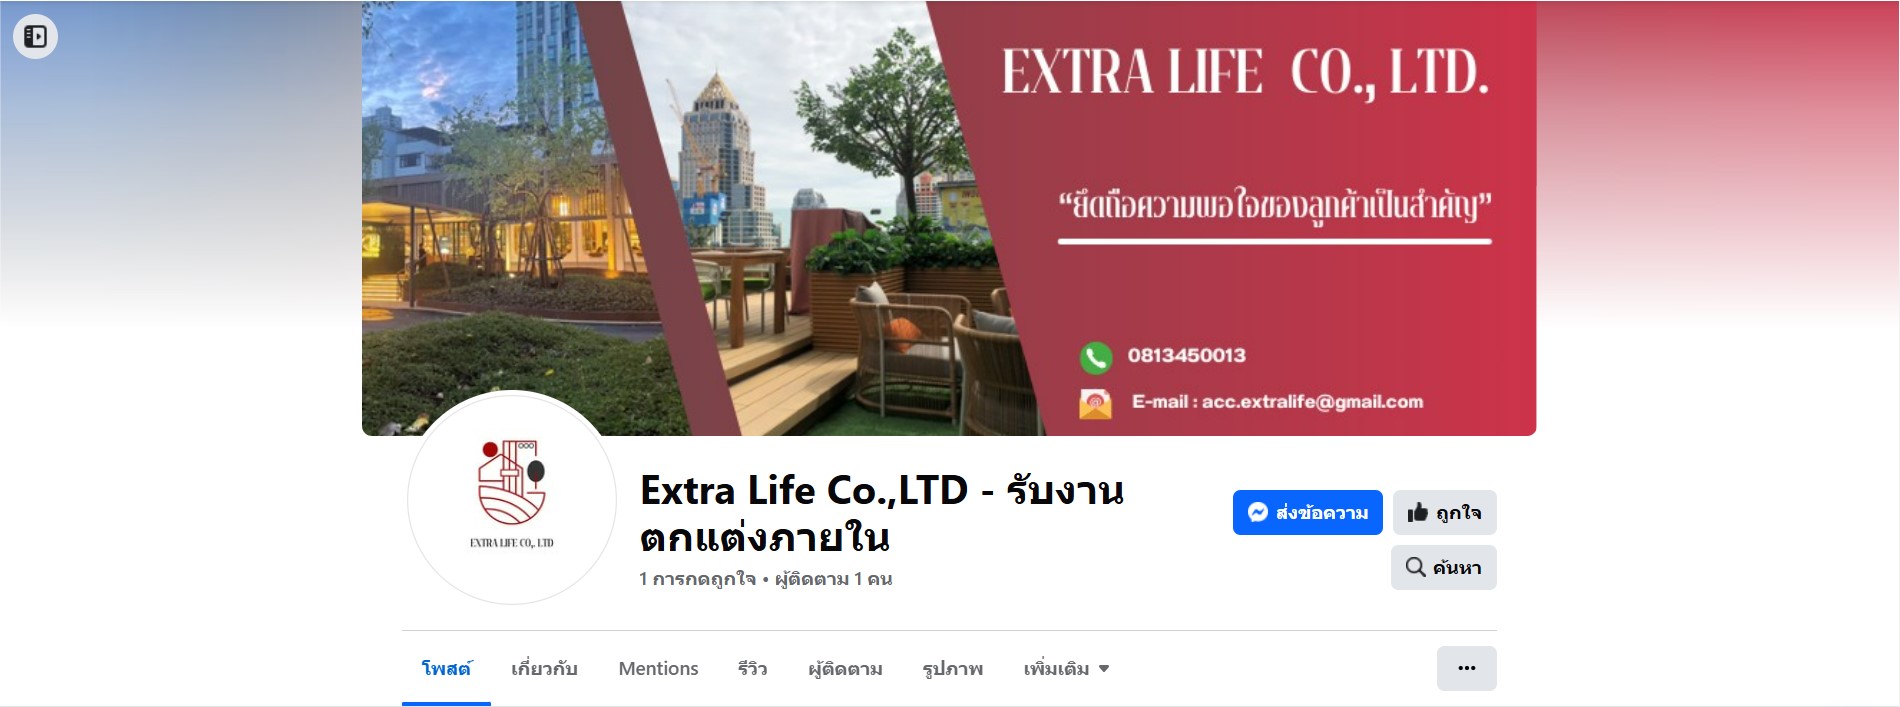 EXTRA LIFE CO., LTD.
“ยึดถือความพอใจของลูกค้าเป็นสำคัญ”
0813450013
E-mail : acc.extralife@gmail.com
EXTRA LIFE CO,. LTD
Extra Life Co.,LTD - รับงาน
ตกแต่งภายใน
1 การกดถูกใจ • ผู้ติดตาม 1 คน
ส่งข้อความ
ถูกใจ
ค้นหา
โพสต์ เกี่ยวกับ Mentions รีวิว ผู้ติดตาม รูปภาพ เพิ่มเติม